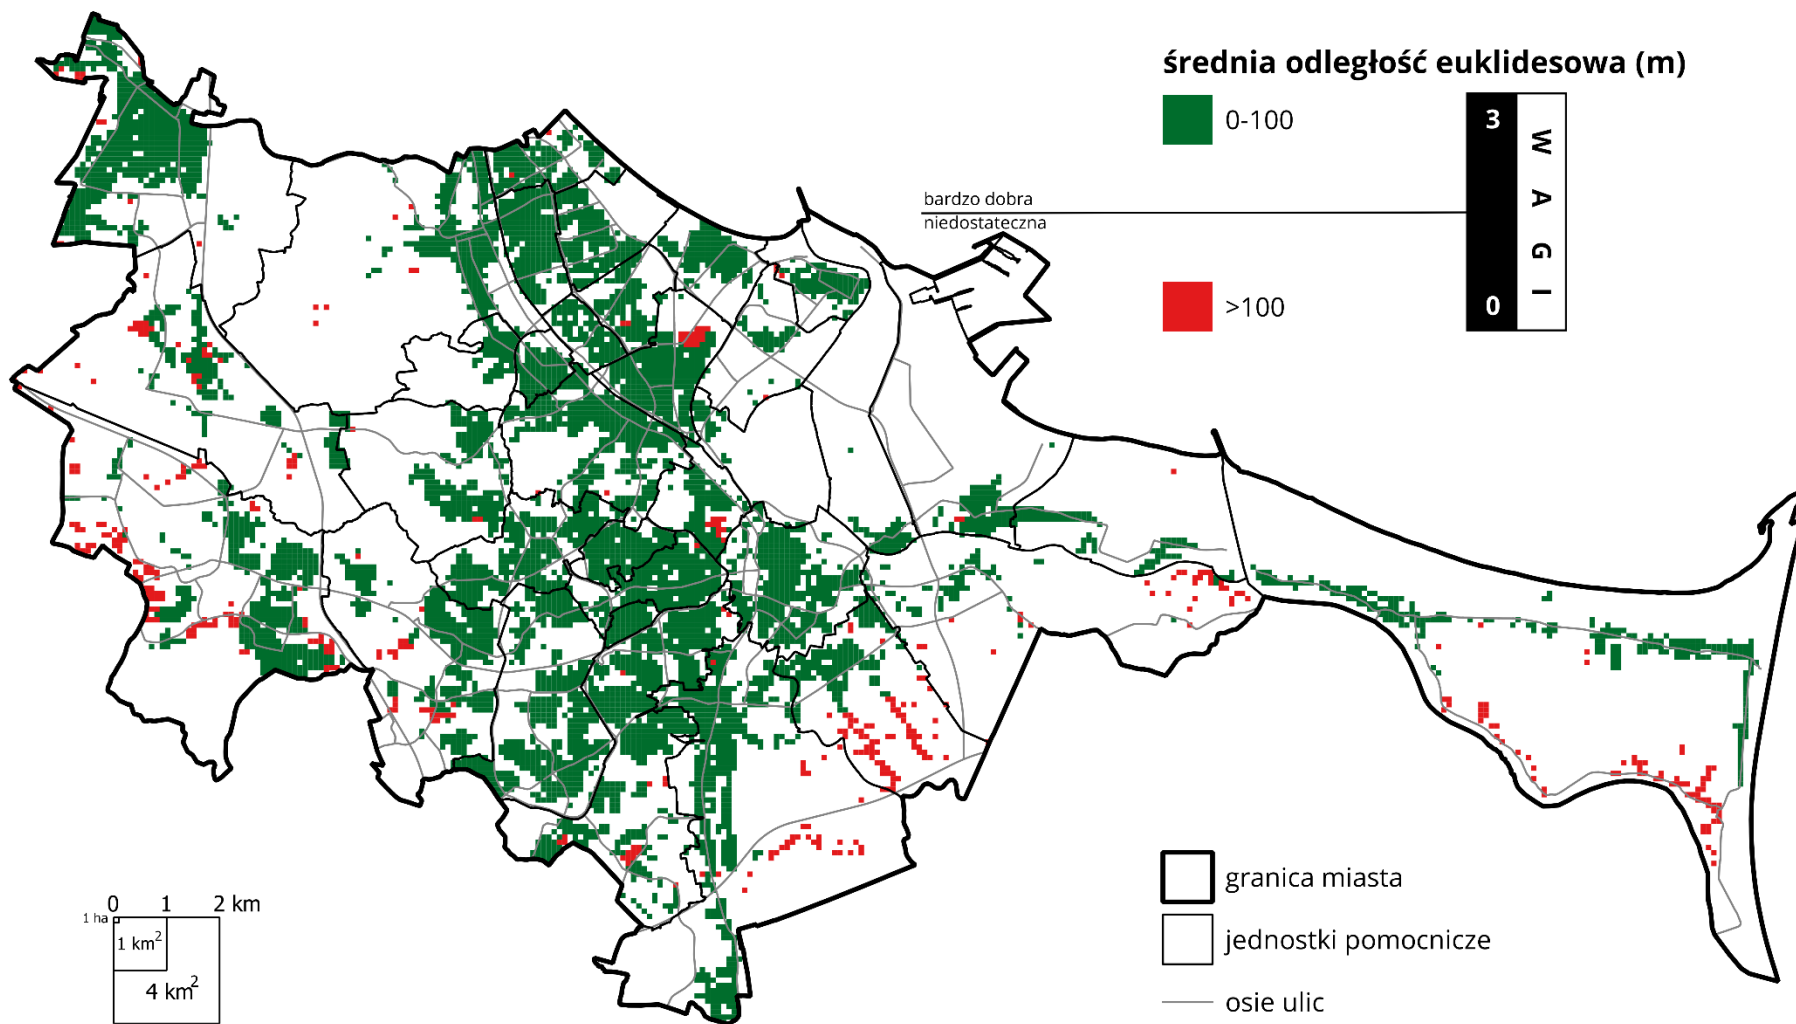 średnia odległość euklidesowa (m)
0-100
3
W
A
G
I
bardzo dobra
niedostateczna
>100
0
granica miasta
jednostki pomocnicze
osie ulic
0 1 2 km
1 ha
1 km²
4 km²